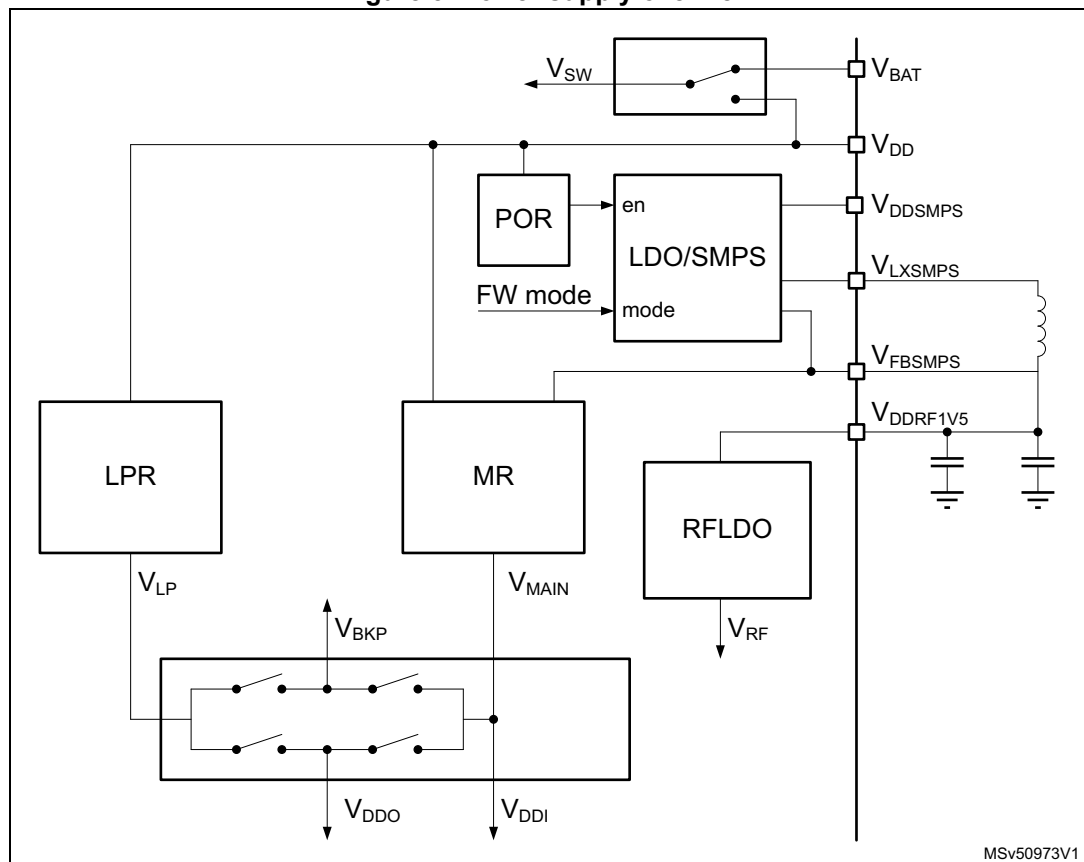 V_SW
V_BAT
V_DD
POR
en
LDO/SMPS
FW mode
mode
V_DDSMPS
V_LXSMPS
V_FBSMPS
V_DDRF1V5
LPR
MR
RFLDO
V_LP
V_MAIN
V_BKP
V_RF
V_DDO
V_DDI
MSv50973V1